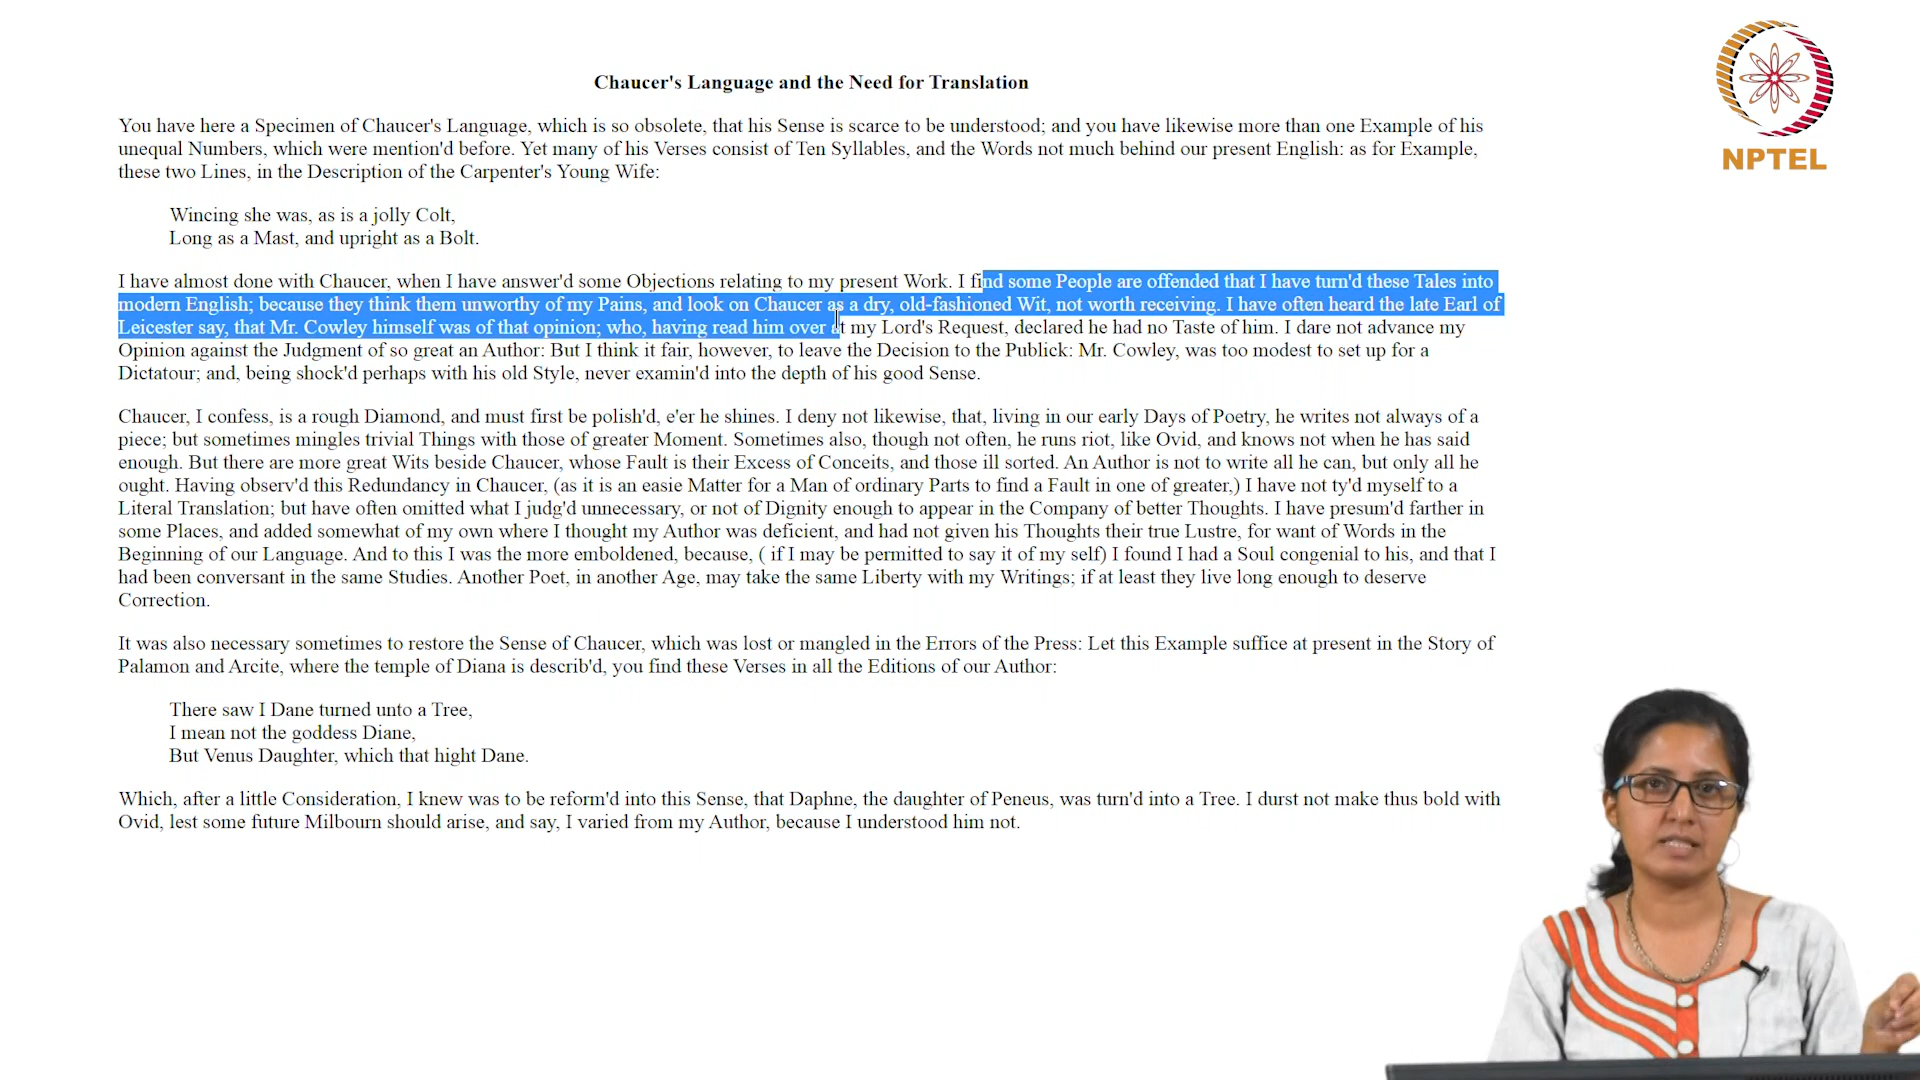 Chaucer's Language and the Need for Translation
You have here a Specimen of Chaucer's Language, which is so obsolete, that his Sense is scarce to be understood; and you have likewise more than one Example of his
unequal Numbers, which were mention'd before. Yet many of his Verses consist of Ten Syllables, and the Words not much behind our present English: as for Example,
these two Lines, in the Description of the Carpenter's Young Wife:
Wincing she was, as is a jolly Colt,
Long as a Mast, and upright as a Bolt.
I have almost done with Chaucer, when I have answer'd some Objections relating to my present Work. I find some People are offended that I have turn'd these Tales into
modern English; because they think them unworthy of my Pains, and look on Chaucer as a dry, old-fashioned Wit, not worth receiving. I have often heard the late Earl of
Leicester say, that Mr. Cowley himself was of that opinion; who, having read him over at my Lord's Request, declared he had no Taste of him. I dare not advance my
Opinion against the Judgment of so great an Author: But I think it fair, however, to leave the Decision to the Publick: Mr. Cowley, was too modest to set up for a
Dictatour; and, being shock'd perhaps with his old Style, never examin'd into the depth of his good Sense.
Chaucer, I confess, is a rough Diamond, and must first be polish'd, e'er he shines. I deny not likewise, that, living in our early Days of Poetry, he writes not always of a
piece; but sometimes mingles trivial Things with those of greater Moment. Sometimes also, though not often, he runs riot, like Ovid, and knows not when he has said
enough. But there are more great Wits beside Chaucer, whose Fault is their Excess of Conceits, and those ill sorted. An Author is not to write all he can, but only all he
ought. Having observ'd this Redundancy in Chaucer, (as it is an easie Matter for a Man of ordinary Parts to find a Fault in one of greater,) I have not ty'd myself to a
Literal Translation; but have often omitted what I judg'd unnecessary, or not of Dignity enough to appear in the Company of better Thoughts. I have presum'd farther in
some Places, and added somewhat of my own where I thought my Author was deficient, and had not given his Thoughts their true Lustre, for want of Words in the
Beginning of our Language. And to this I was the more emboldened, because, ( if I may be permitted to say it of my self) I found I had a Soul congenial to his, and that I
had been conversant in the same Studies. Another Poet, in another Age, may take the same Liberty with my Writings; if at least they live long enough to deserve
Correction.
It was also necessary sometimes to restore the Sense of Chaucer, which was lost or mangled in the Errors of the Press: Let this Example suffice at present in the Story of
Palamon and Arcite, where the temple of Diana is describ'd, you find these Verses in all the Editions of our Author:
There saw I Dane turned unto a Tree,
I mean not the goddess Diane,
But Venus Daughter, which that hight Dane.
Which, after a little Consideration, I knew was to be reform'd into this Sense, that Daphne, the daughter of Peneus, was turn'd into a Tree. I durst not make thus bold with
Ovid, lest some future Milbourn should arise, and say, I varied from my Author, because I understood him not.
NPTEL